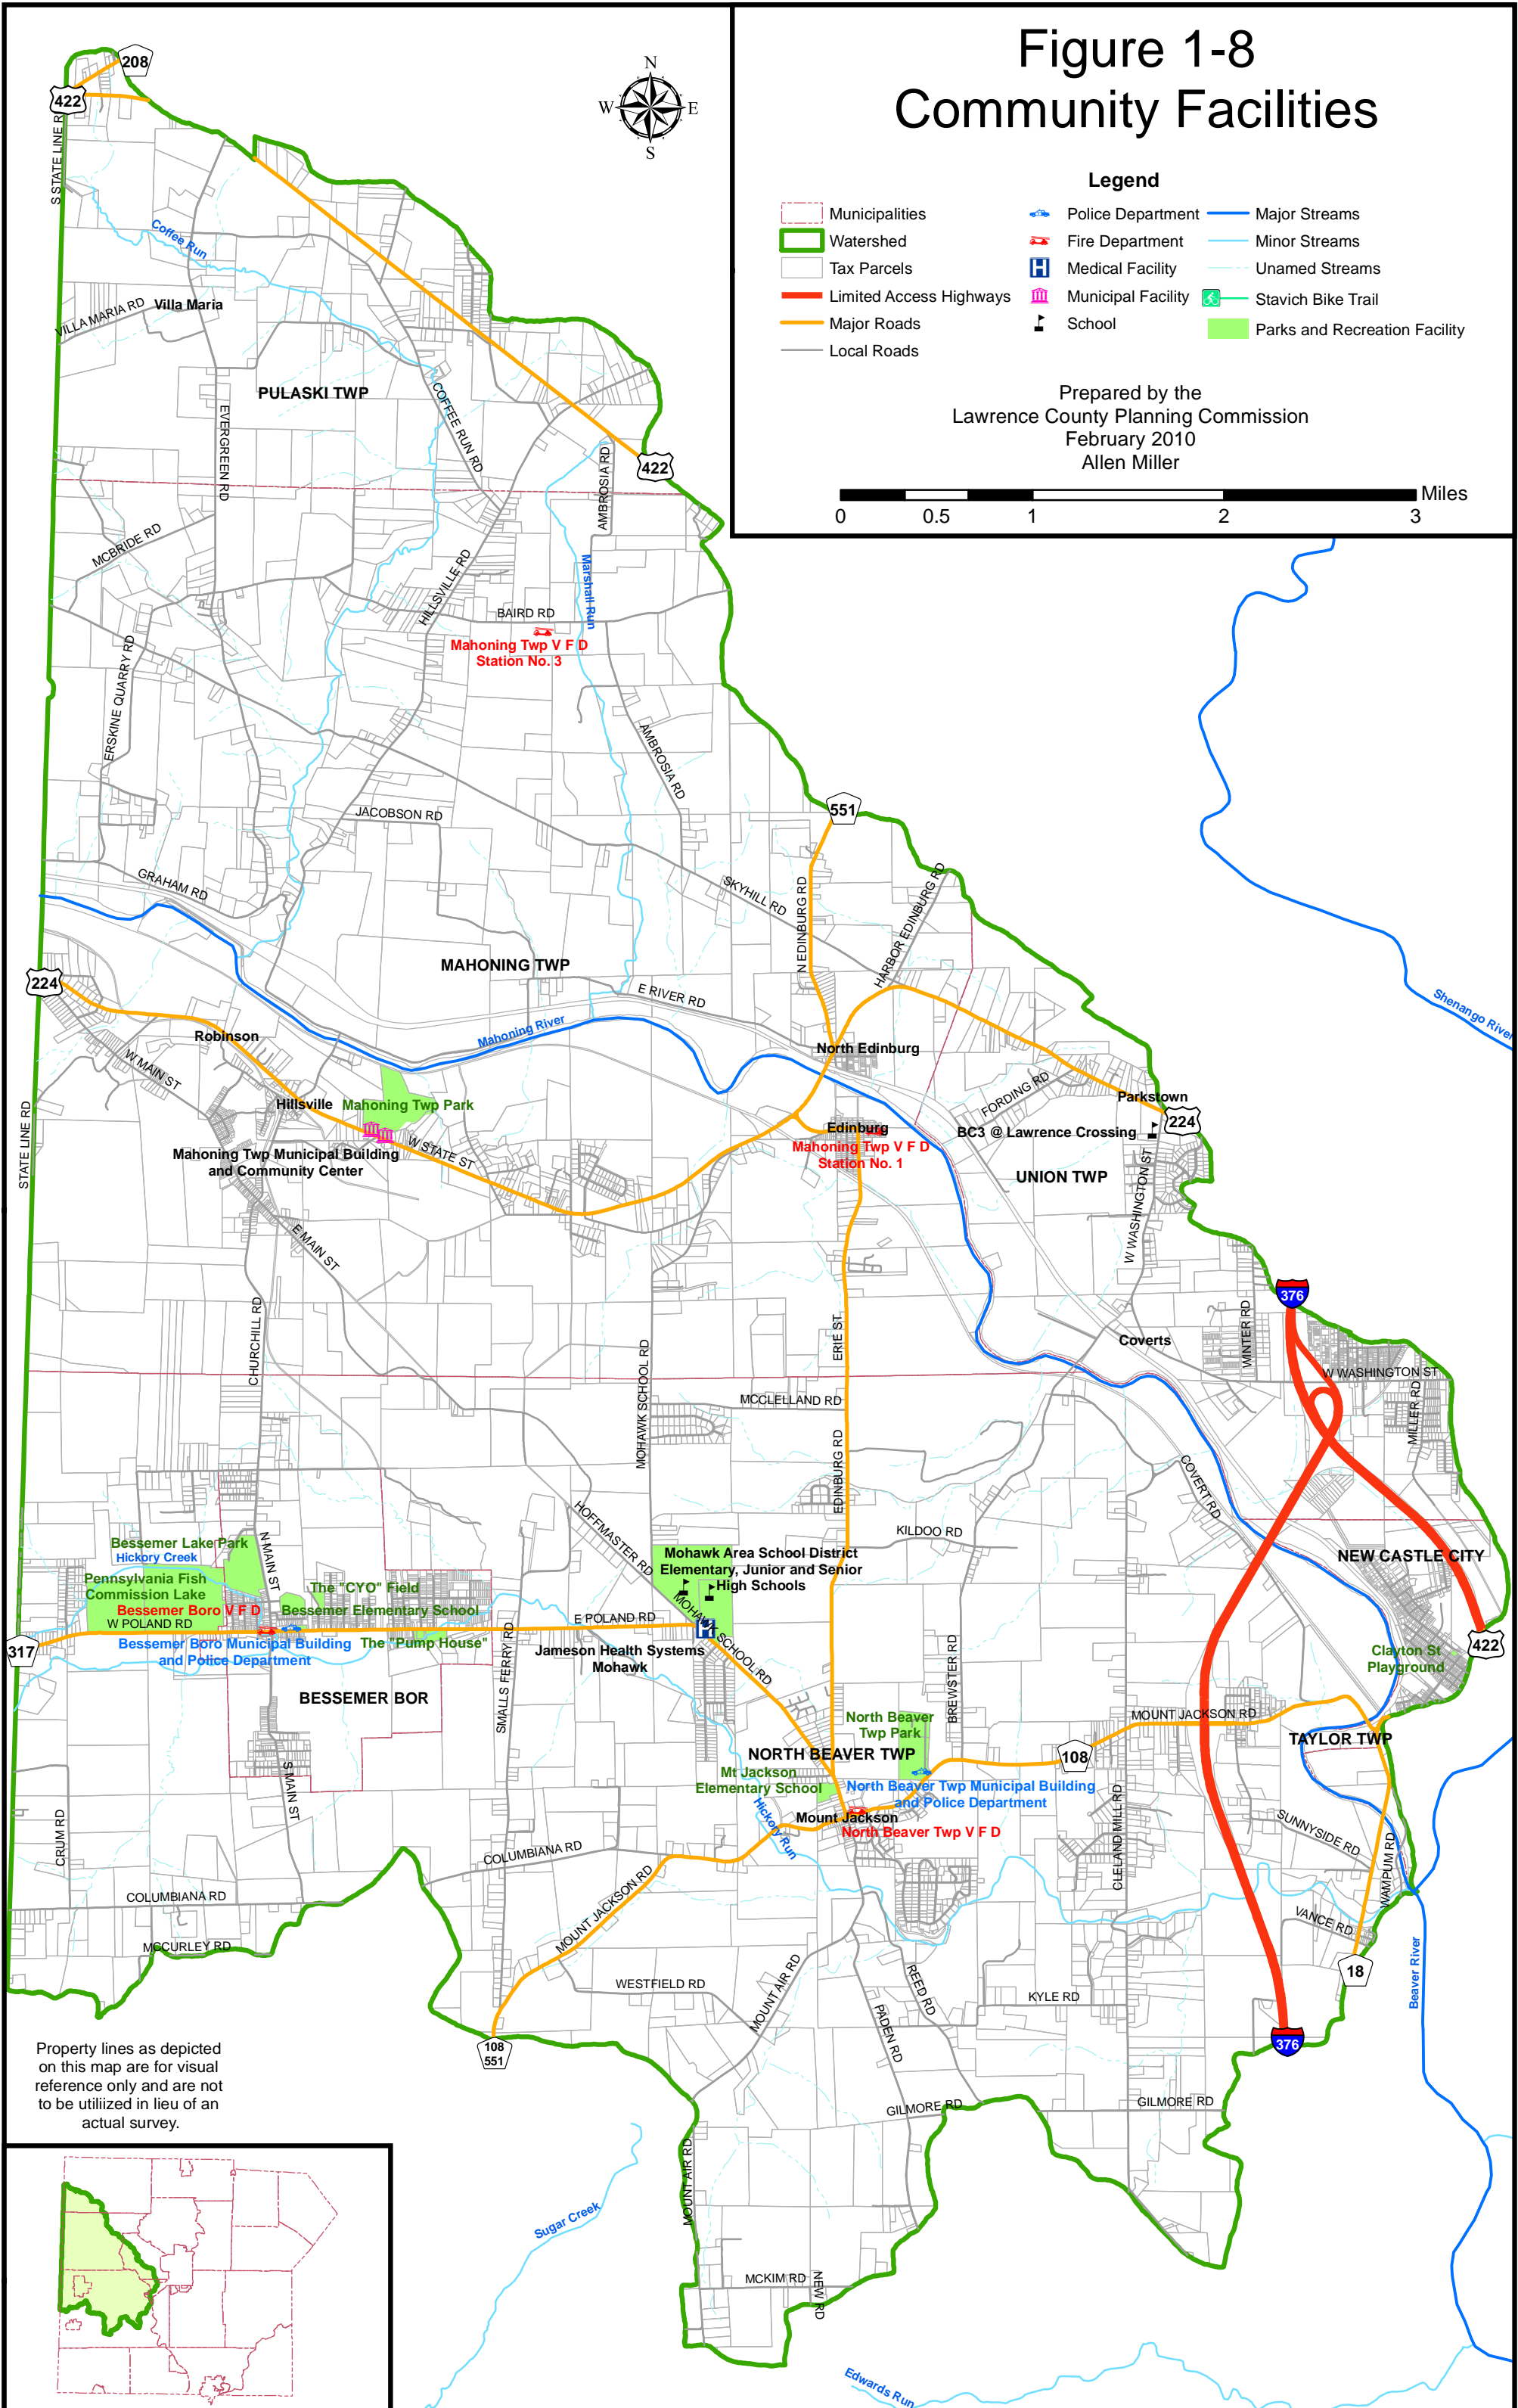 Figure 1-8
Community Facilities
Legend
Municipalities
Watershed
Tax Parcels
Limited Access Highways
Major Roads
Local Roads
Police Department
Fire Department
H Medical Facility
Municipal Facility
School
Major Streams
Minor Streams
Unamed Streams
Stavich Bike Trail
Parks and Recreation Facility
Prepared by the
Lawrence County Planning Commission
February 2010
Allen Miller
Miles
0 0.5 1 2 3
N
W E
S
208
422
S STATE LINE R
Coffee Run
VILLA MARIA RD
Villa Maria
PULASKI TWP
EVERGREEN RD
COFFEE RUN RD
AMBROSIA RD
422
MCBRIDE RD
HILLSVILLE RD
Marshall Run
BAIRD RD
Mahoning Twp V F D
Station No. 3
ERSKINE QUARRY RD
AMBROSIA RD
JACOBSON RD
551
GRAHAM RD
SKYHILL RD
N EDINBURG RD
HARBOR EDINBURG RD
MAHONING TWP
224
E RIVER RD
Shenango River
Mahoning River
Robinson
North Edinburg
W MAIN ST
FORDING RD
Parkstown
Hillsville
Mahoning Twp Park
224
Edinburg
BC3 @ Lawrence Crossing
STATE LINE RD
Mahoning Twp Municipal Building
and Community Center
W STATE ST
Mahoning Twp V F D
Station No. 1
UNION TWP
W WASHINGTON ST
E MAIN ST
376
CHURCHILL RD
MOHAWK SCHOOL RD
ERIE ST
Coverts
WINTER RD
W WASHINGTON ST
MCCLELLAND RD
MILLER RD
EDINBURG RD
COVERT RD
HOFFMASTER RD
KILDOO RD
Bessemer Lake Park
Hickory Creek
N MAIN ST
Mohawk Area School District
Elementary, Junior and Senior
High Schools
NEW CASTLE CITY
Pennsylvania Fish
Commission Lake
The "CYO" Field
Bessemer Boro V F D
Bessemer Elementary School
W POLAND RD
E POLAND RD
MOHAWK SCHOOL RD
H
317
Bessemer Boro Municipal Building
and Police Department
The "Pump House"
Jameson Health Systems
Mohawk
422
Clayton St
Playground
BESSEMER BOR
SMALLS FERRY RD
BREWSTER RD
North Beaver
Twp Park
MOUNT JACKSON RD
TAYLOR TWP
NORTH BEAVER TWP
108
Mt Jackson
Elementary School
North Beaver Twp Municipal Building
and Police Department
S MAIN ST
Hickory Run
Mount Jackson
North Beaver Twp V F D
CRUM RD
CLELAND MILL RD
SUNNYSIDE RD
WAMPUM RD
COLUMBIANA RD
COLUMBIANA RD
MOUNT JACKSON RD
VANCE RD
MCCURLEY RD
18
WESTFIELD RD
MOUNT AIR RD
REED RD
KYLE RD
PADEN RD
Beaver River
108
551
376
Property lines as depicted
on this map are for visual
reference only and are not
to be utiliized in lieu of an
actual survey.
GILMORE RD
GILMORE RD
MOUNT AIR RD
Sugar Creek
MCKIM RD
NEW RD
Edwards Run